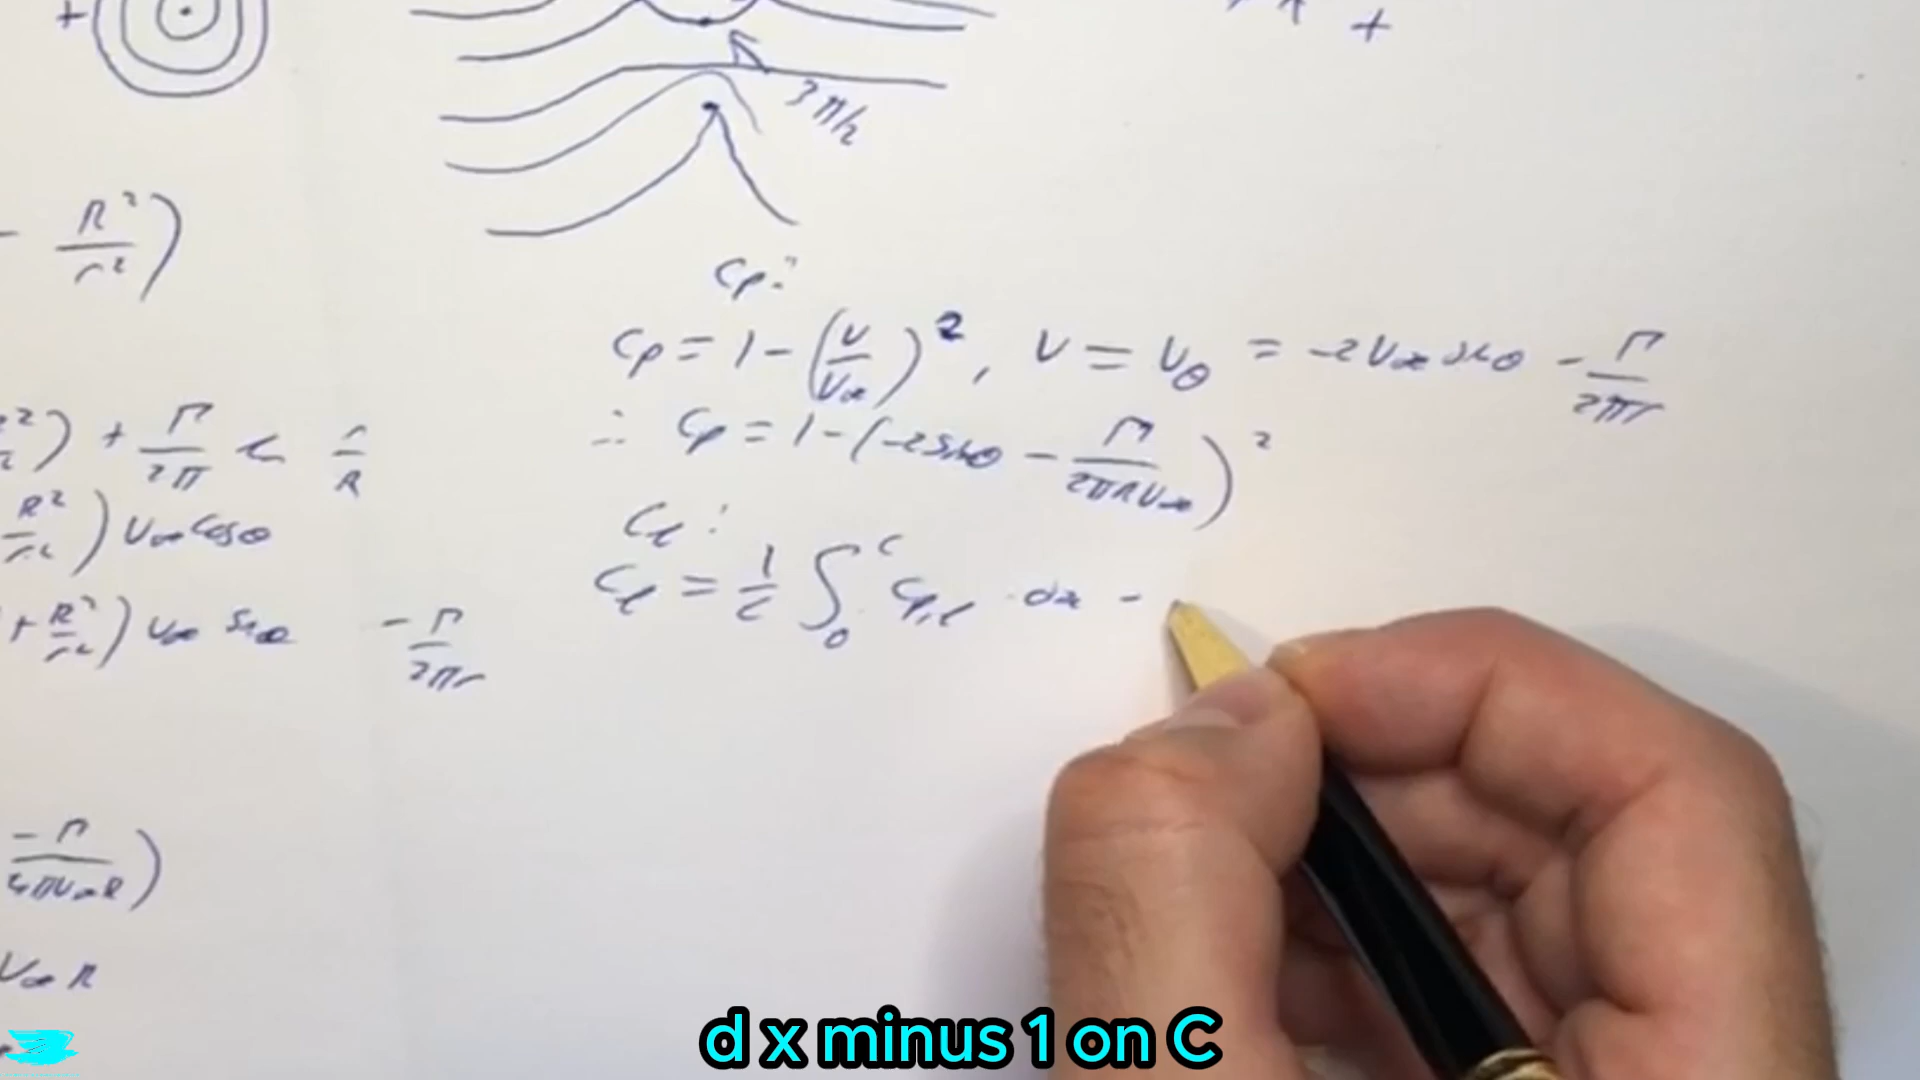 +
+
3π/2
- R²/r²)
Cp:
Cp = 1 - (V/V∞)², V = Vθ = -2V∞ sinθ - Γ/2πr
∴ Cp = 1 - (-2sinθ - Γ/2πRV∞)²
) + Γ/2π ln r/R
Cl:
R²/r²) V∞ cosθ
Cl = 1/c ∫₀ᶜ Cp,l dx -
+ R²/r²) V∞ sinθ - Γ/2πr
-Γ/4πV∞R)
V∞ R
d x minus 1 on C